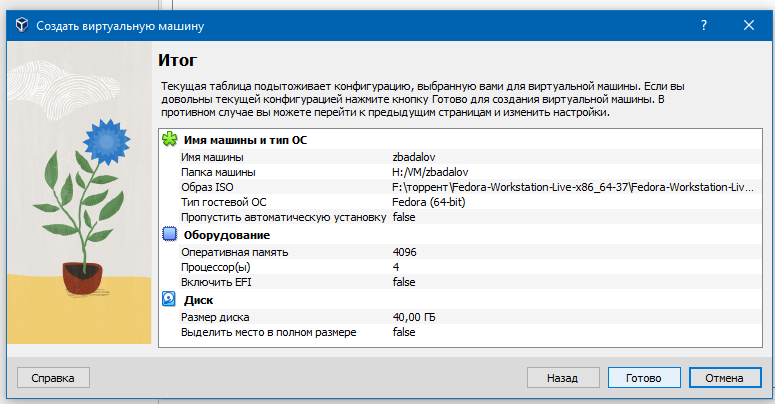 Создать виртуальную машину
?
Итог
Текущая таблица подытоживает конфигурацию, выбранную вами для виртуальной машины. Если вы
довольны текущей конфигурацией нажмите кнопку Готово для создания виртуальной машины. В
противном случае вы можете перейти к предыдущим страницам и изменить настройки.
Имя машины и тип ОС
Имя машины zbadalov
Папка машины H:/VM/zbadalov
Образ ISO F:\торрент\Fedora-Workstation-Live-x86_64-37\Fedora-Workstation-Liv...
Тип гостевой ОС Fedora (64-bit)
Пропустить автоматическую установку false
Оборудование
Оперативная память 4096
Процессор(ы) 4
Включить EFI false
Диск
Размер диска 40,00 ГБ
Выделить место в полном размере false
Справка Назад Готово Отмена